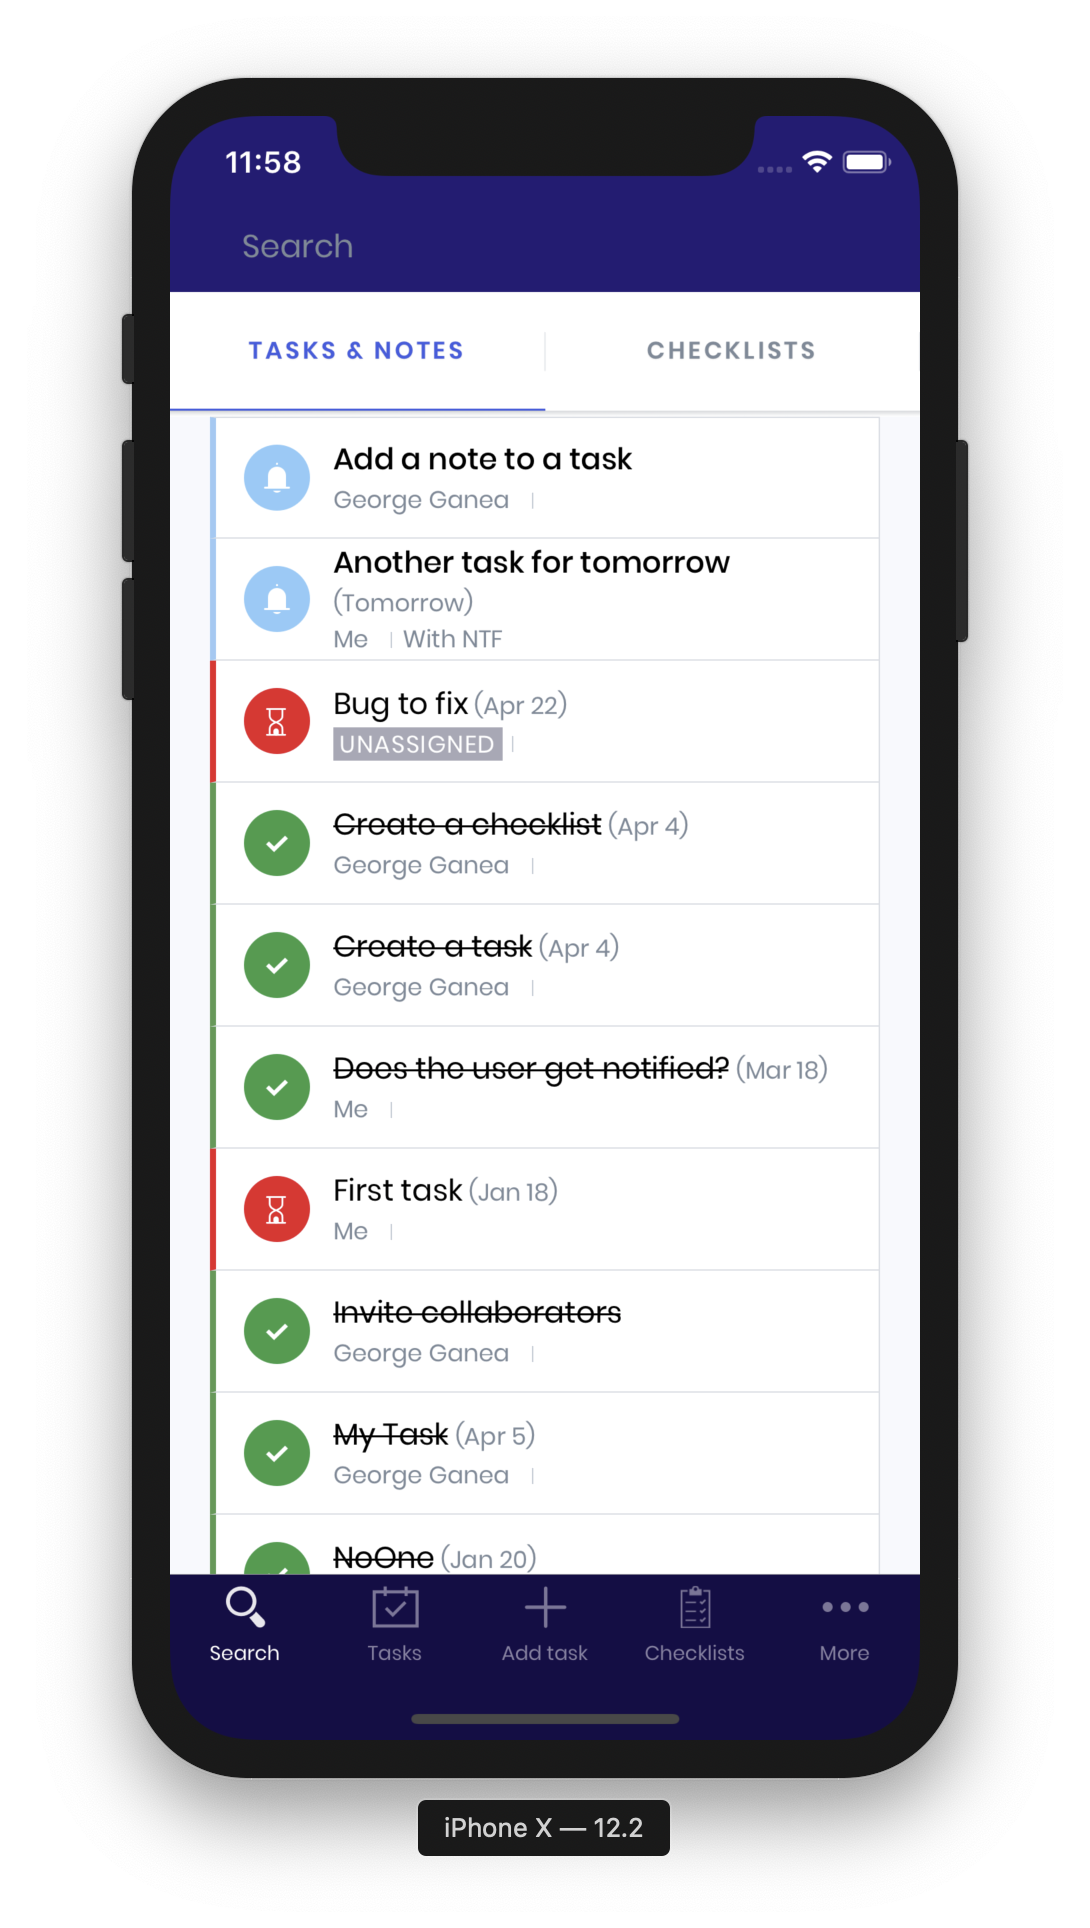 11:58
Search
TASKS & NOTES
CHECKLISTS
Add a note to a task
George Ganea
Another task for tomorrow
(Tomorrow)
Me | With NTF
Bug to fix (Apr 22)
UNASSIGNED |
Create a checklist (Apr 4)
George Ganea |
Create a task (Apr 4)
George Ganea |
Does the user get notified? (Mar 18)
Me |
First task (Jan 18)
Me |
Invite collaborators
George Ganea |
My Task (Apr 5)
George Ganea |
NoOne (Jan 20)
Search
Tasks
Add task
Checklists
More
iPhone X — 12.2